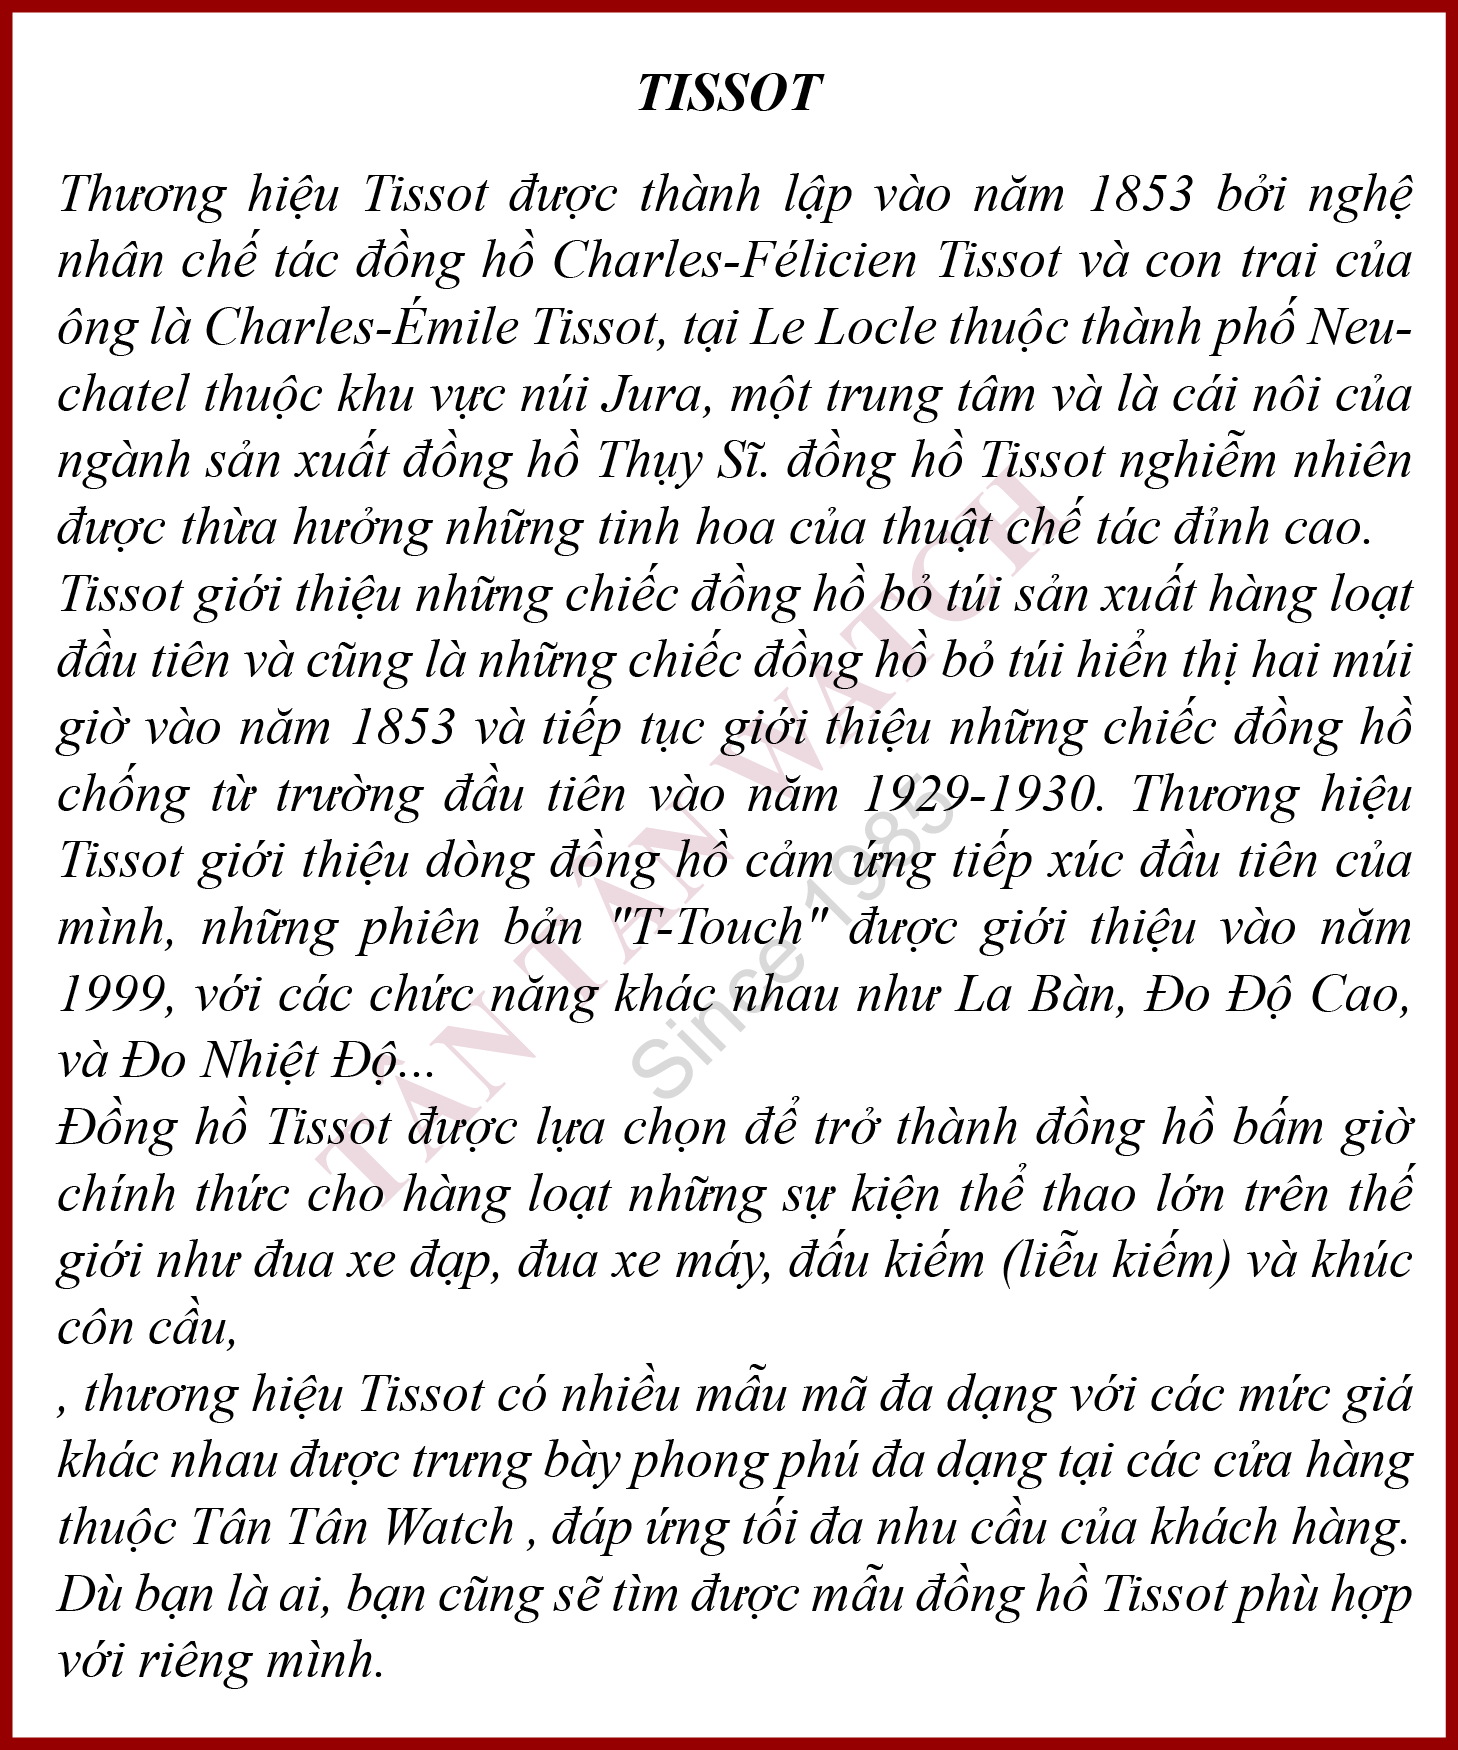 TISSOT
Thương hiệu Tissot được thành lập vào năm 1853 bởi nghệ
nhân chế tác đồng hồ Charles-Félicien Tissot và con trai của
ông là Charles-Émile Tissot, tại Le Locle thuộc thành phố Neu-
chatel thuộc khu vực núi Jura, một trung tâm và là cái nôi của
ngành sản xuất đồng hồ Thụy Sĩ. đồng hồ Tissot nghiễm nhiên
được thừa hưởng những tinh hoa của thuật chế tác đỉnh cao.
Tissot giới thiệu những chiếc đồng hồ bỏ túi sản xuất hàng loạt
đầu tiên và cũng là những chiếc đồng hồ bỏ túi hiển thị hai múi
giờ vào năm 1853 và tiếp tục giới thiệu những chiếc đồng hồ
chống từ trường đầu tiên vào năm 1929-1930. Thương hiệu
Tissot giới thiệu dòng đồng hồ cảm ứng tiếp xúc đầu tiên của
mình, những phiên bản "T-Touch" được giới thiệu vào năm
1999, với các chức năng khác nhau như La Bàn, Đo Độ Cao,
và Đo Nhiệt Độ...
Đồng hồ Tissot được lựa chọn để trở thành đồng hồ bấm giờ
chính thức cho hàng loạt những sự kiện thể thao lớn trên thế
giới như đua xe đạp, đua xe máy, đấu kiếm (liễu kiếm) và khúc
côn cầu,
, thương hiệu Tissot có nhiều mẫu mã đa dạng với các mức giá
khác nhau được trưng bày phong phú đa dạng tại các cửa hàng
thuộc Tân Tân Watch , đáp ứng tối đa nhu cầu của khách hàng.
Dù bạn là ai, bạn cũng sẽ tìm được mẫu đồng hồ Tissot phù hợp
với riêng mình.
TÂN TÂN WATCH
Since 1985